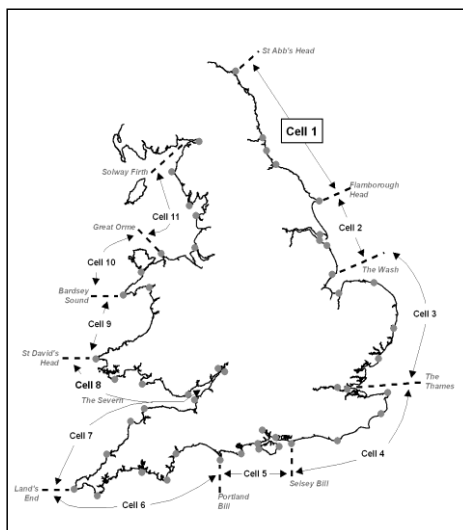 St Abb's Head
Cell 1
Solway Firth
Flamborough
Head
Cell 11
Great Orme
Cell 2
Cell 10
The Wash
Bardsey
Sound
Cell 9
Cell 3
St David's
Head
Cell 8
The Severn
The
Thames
Cell 7
Cell 4
Land's
End
Cell 6
Cell 5
Selsey Bill
Portland
Bill